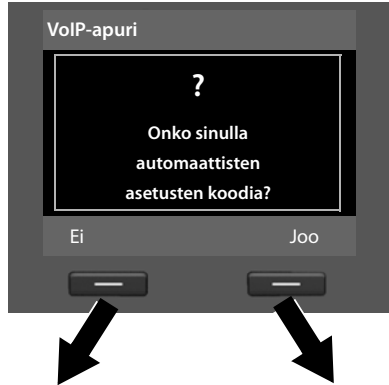 VoIP-apuri
?
Onko sinulla
automaattisten
asetusten koodia?
Ei Joo